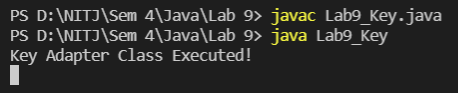 PS D:\NITJ\Sem 4\Java\Lab 9> javac Lab9_Key.java
PS D:\NITJ\Sem 4\Java\Lab 9> java Lab9_Key
Key Adapter Class Executed!